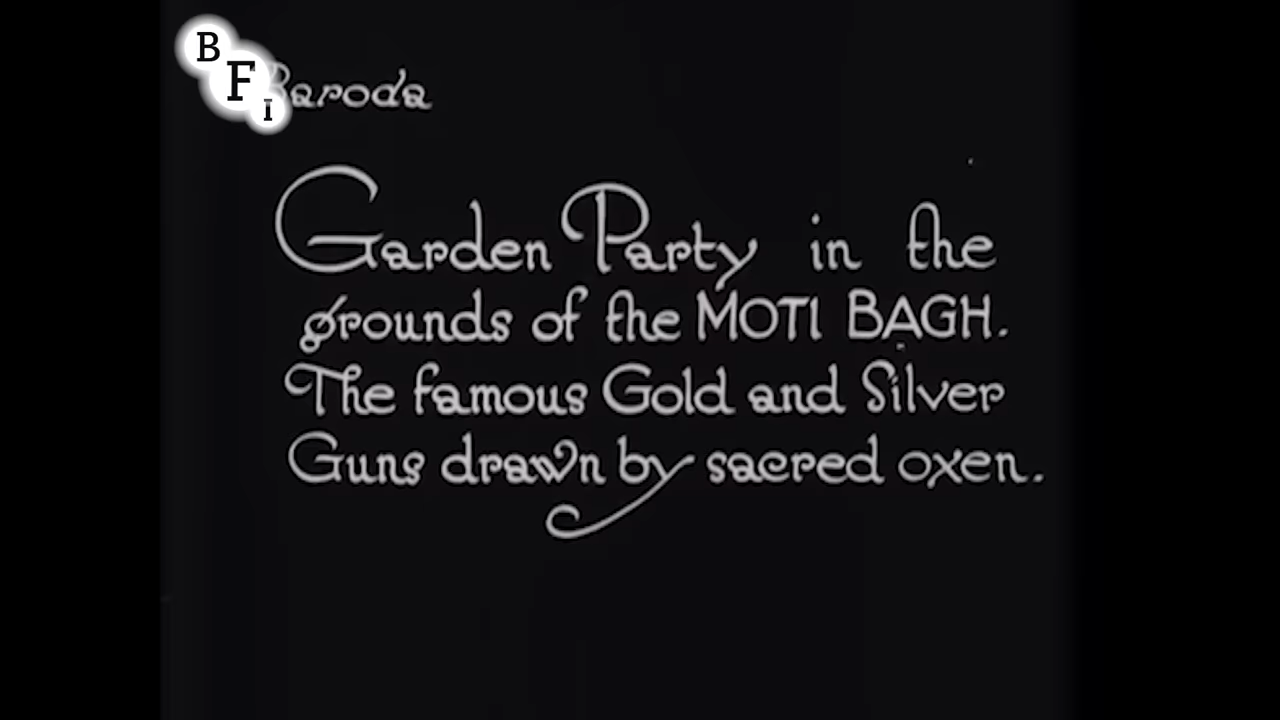 BFI
Baroda
Garden Party in the
grounds of the MOTI BAGH.
The famous Gold and Silver
Guns drawn by sacred oxen.